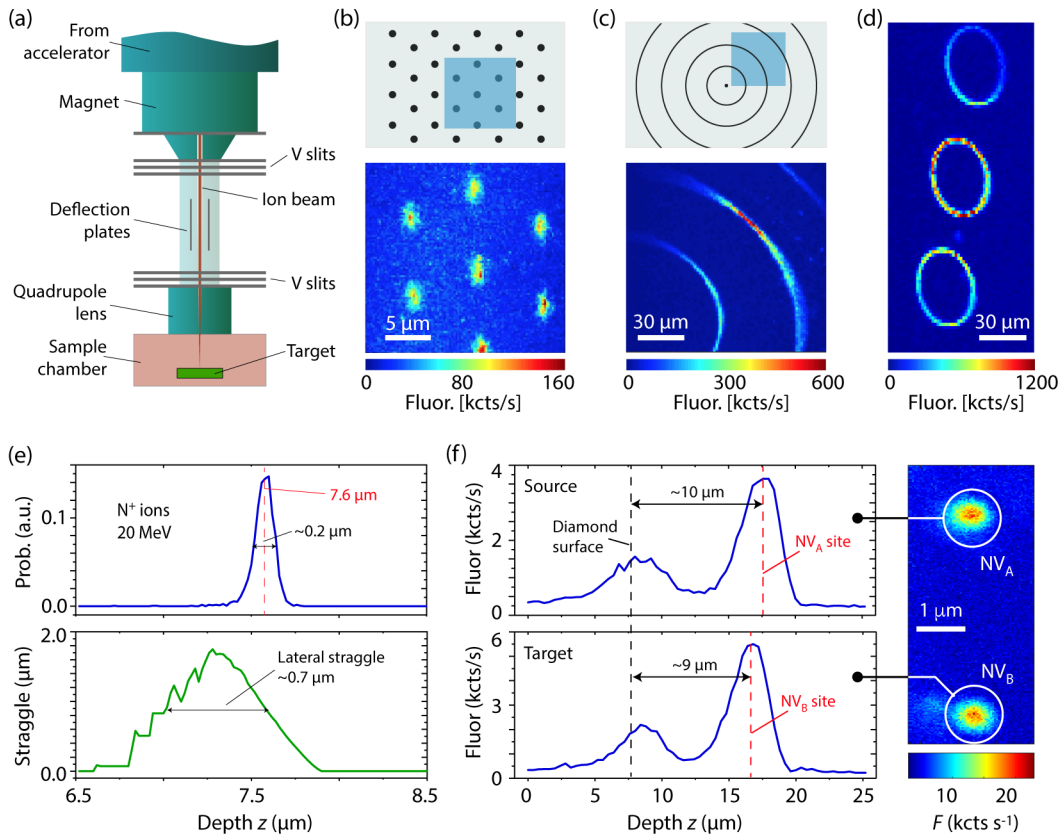 (a)
From
accelerator
Magnet
V slits
Ion beam
Deflection
plates
V slits
Quadrupole
lens
Sample
chamber
Target
(b)
5 μm
0 80 160
Fluor. [kcts/s]
(c)
30 μm
0 300 600
Fluor. [kcts/s]
(d)
30 μm
0 1200
Fluor. [kcts/s]
(e)
N+ ions
20 MeV
7.6 μm
~0.2 μm
Prob. (a.u.)
0.1
0.0
Lateral straggle
~0.7 μm
Straggle (μm)
2.0
1.0
0.0
6.5 7.5 8.5
Depth z (μm)
(f)
Source
~10 μm
Diamond
surface
NVA site
Fluor (kcts/s)
4
2
0
Target
~9 μm
NVB site
Fluor (kcts/s)
6
3
0
0 5 10 15 20 25
Depth z (μm)
NVA
1 μm
NVB
10 20
F (kcts s-1)